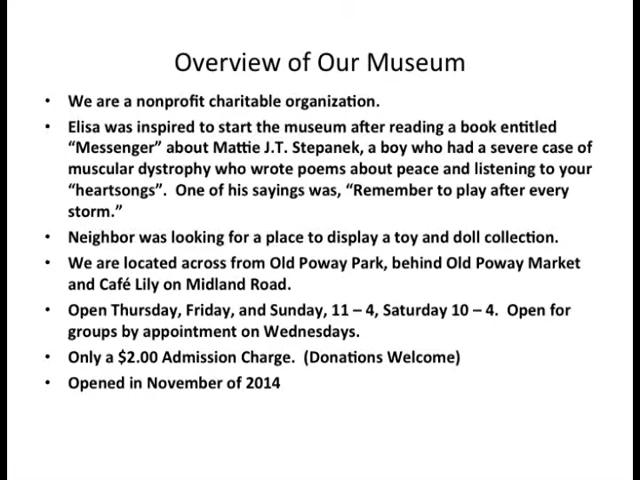 Overview of Our Museum
• We are a nonprofit charitable organization.
• Elisa was inspired to start the museum after reading a book entitled
“Messenger” about Mattie J.T. Stepanek, a boy who had a severe case of
muscular dystrophy who wrote poems about peace and listening to your
“heartsongs”. One of his sayings was, “Remember to play after every
storm.”
• Neighbor was looking for a place to display a toy and doll collection.
• We are located across from Old Poway Park, behind Old Poway Market
and Café Lily on Midland Road.
• Open Thursday, Friday, and Sunday, 11 – 4, Saturday 10 – 4. Open for
groups by appointment on Wednesdays.
• Only a $2.00 Admission Charge. (Donations Welcome)
• Opened in November of 2014